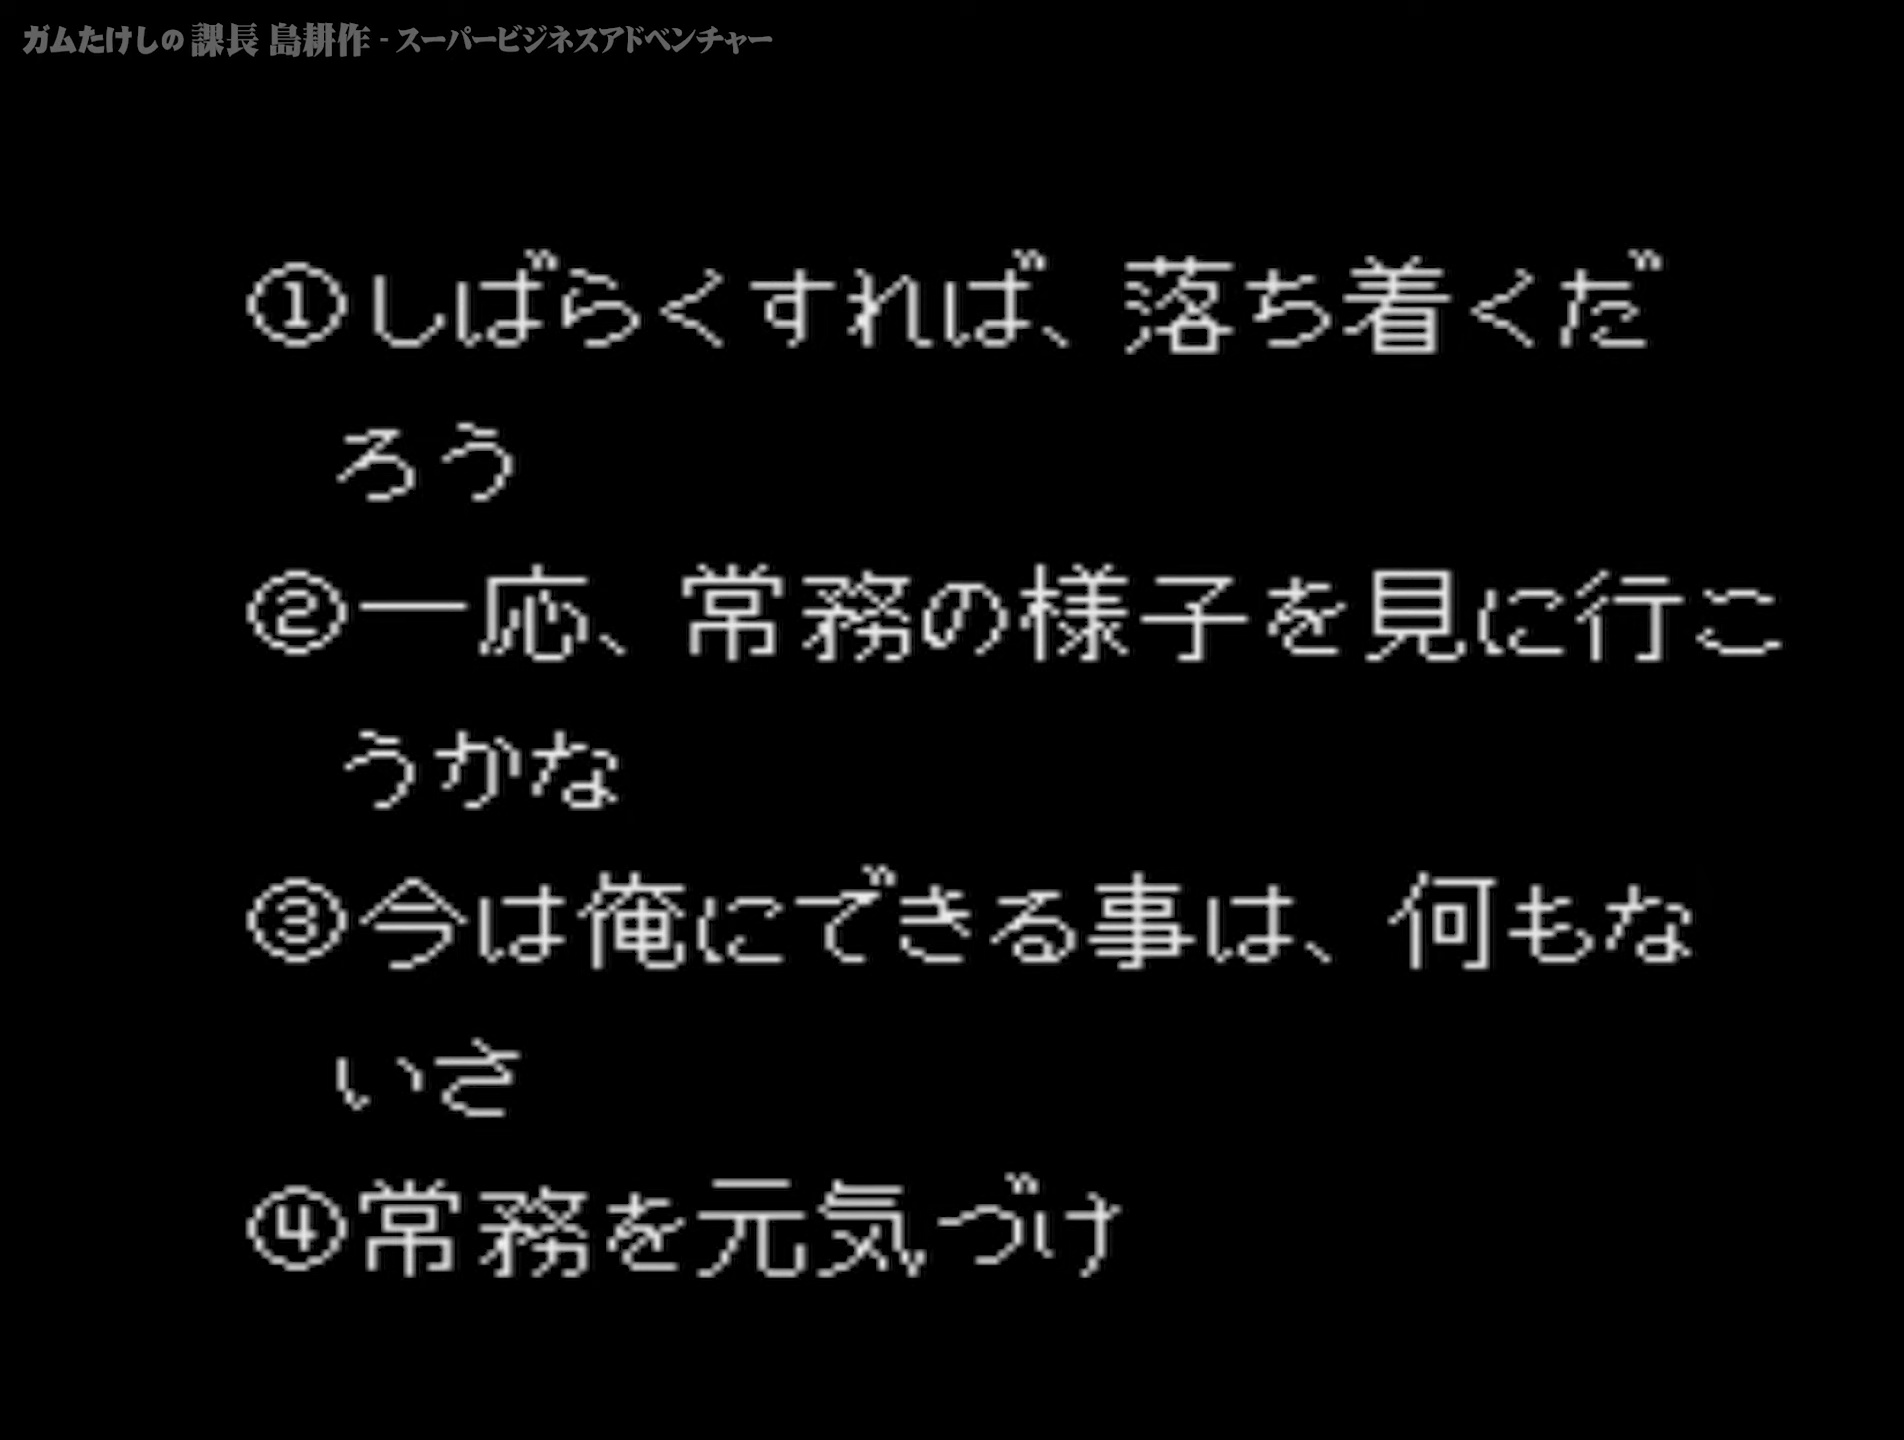 ガムたけしの 課長 島耕作 - スーパービジネスアドベンチャー
①しばらくすれば、落ち着くだ
ろう
②一応、常務の様子を見に行こ
うかな
③今は俺にできる事は、何もな
いさ
④常務を元気づけ